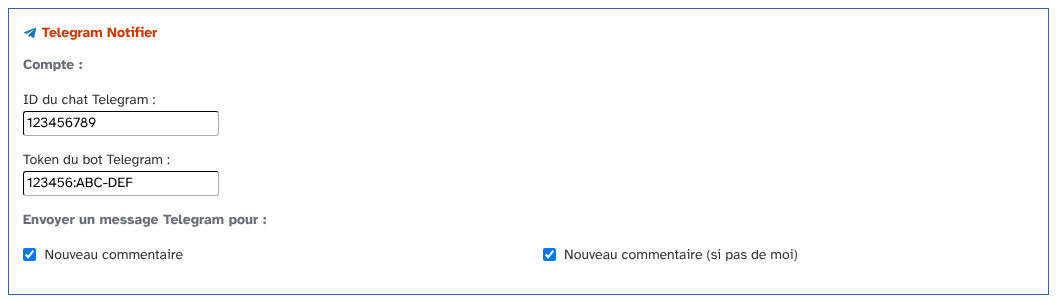 Telegram Notifier
Compte :
ID du chat Telegram :
123456789
Token du bot Telegram :
123456:ABC-DEF
Envoyer un message Telegram pour :
Nouveau commentaire
Nouveau commentaire (si pas de moi)